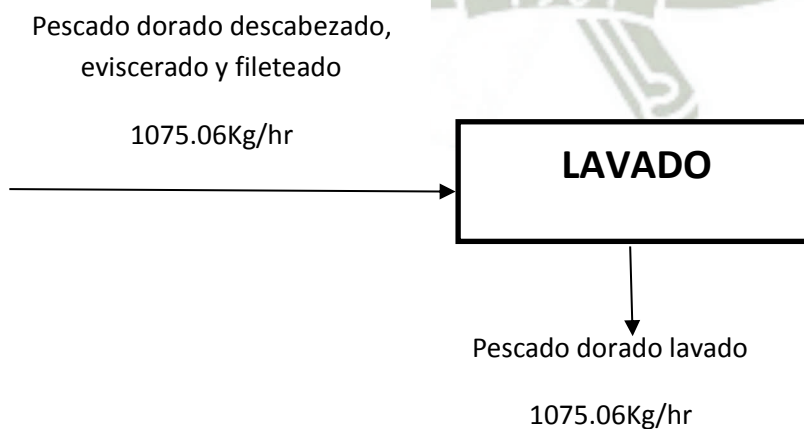 Pescado dorado descabezado,
eviscerado y fileteado
1075.06Kg/hr
LAVADO
Pescado dorado lavado
1075.06Kg/hr